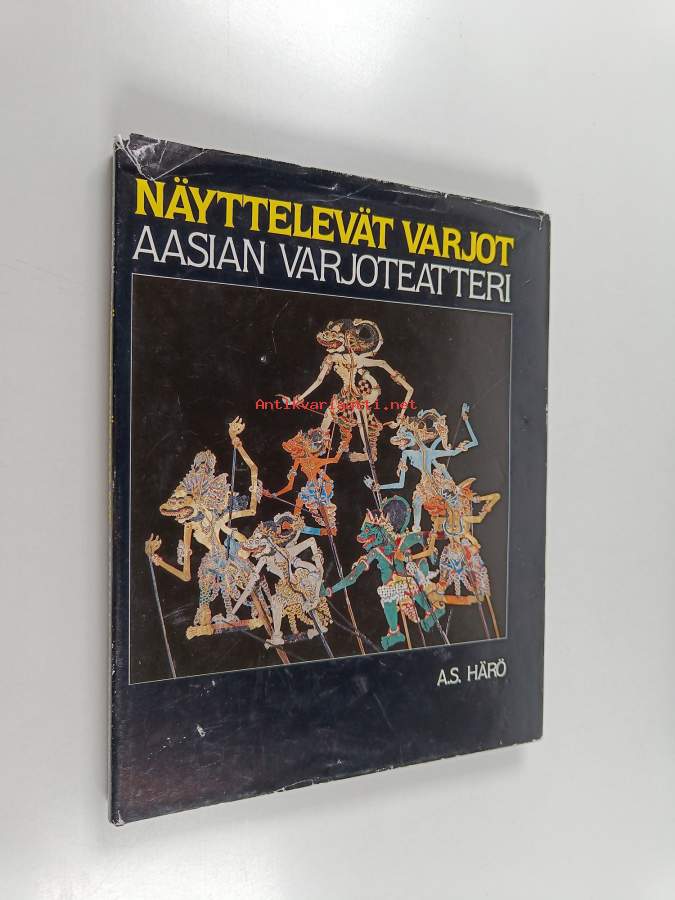 NÄYTTELEVÄT VARJOT
AASIAN VARJOTEATTERI
Antikvariaatti.net
A.S. HÄRÖ